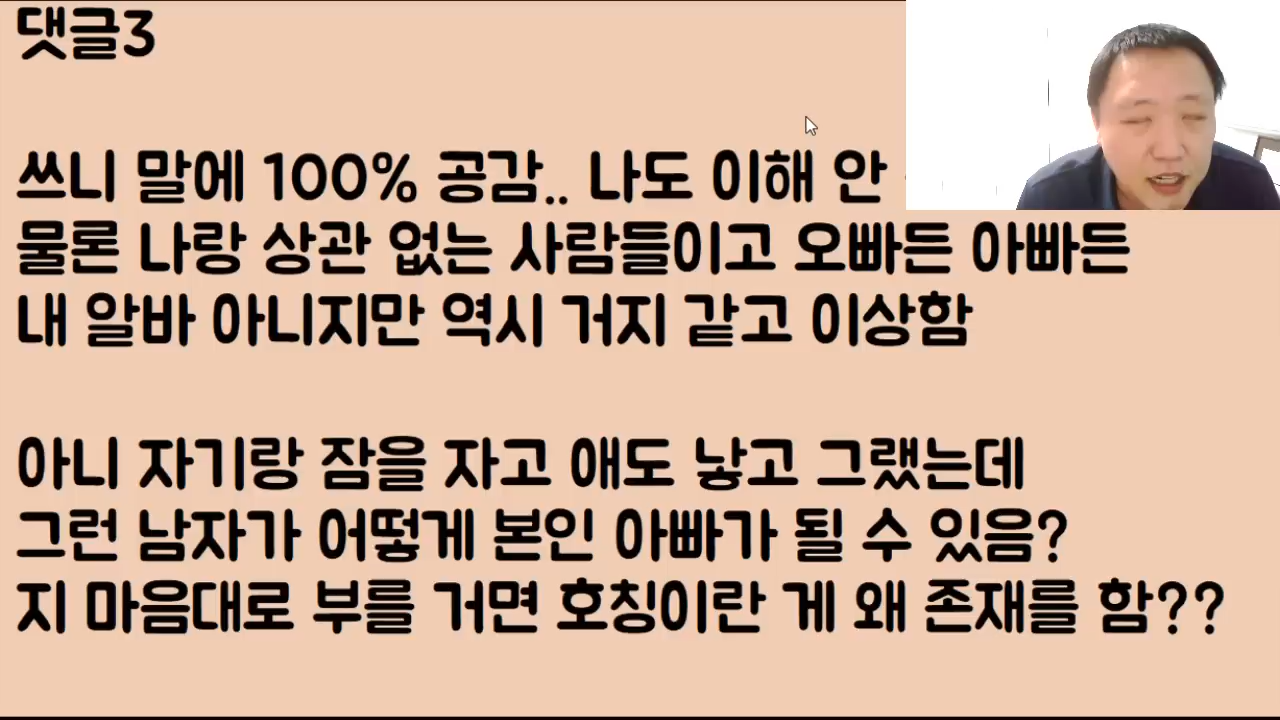 댓글3
쓰니 말에 100% 공감.. 나도 이해 안
물론 나랑 상관 없는 사람들이고 오빠든 아빠든
내 알바 아니지만 역시 거지 같고 이상함
아니 자기랑 잠을 자고 애도 낳고 그랬는데
그런 남자가 어떻게 본인 아빠가 될 수 있음?
지 마음대로 부를 거면 호칭이란 게 왜 존재를 함??